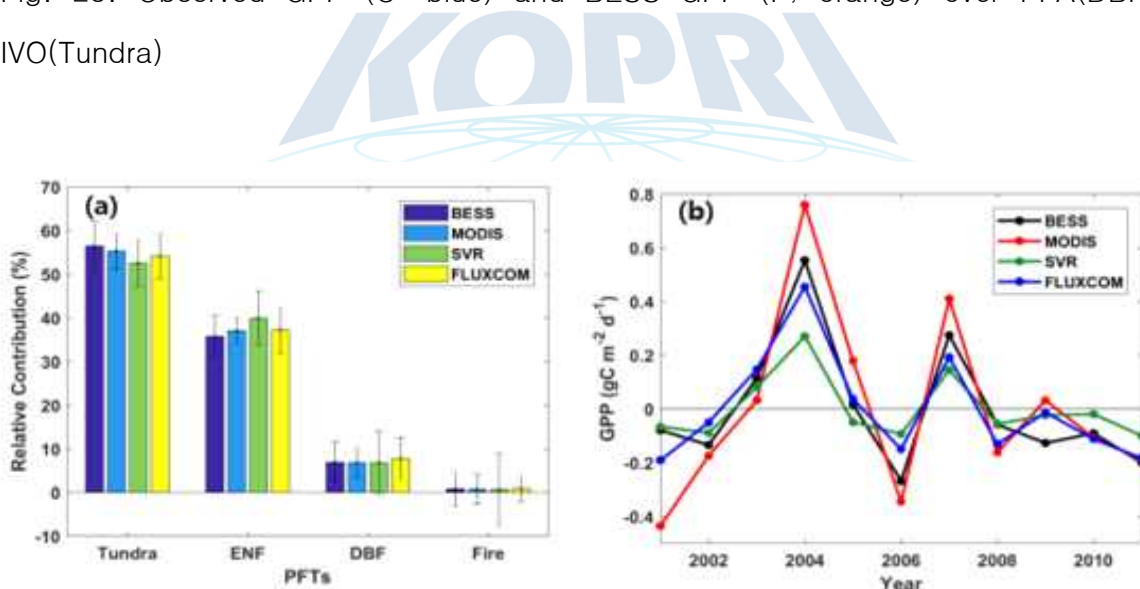 IVO(Tundra)
KOPRI
(a)
BESS
MODIS
SVR
FLUXCOM
70
60
50
40
30
20
10
0
-10
Relative Contribution (%)
Tundra ENF DBF Fire
PFTs
(b)
BESS
MODIS
SVR
FLUXCOM
0.8
0.6
0.4
0.2
0
-0.2
-0.4
GPP (gC m-2 d-1)
2002 2004 2006 2008 2010
Year